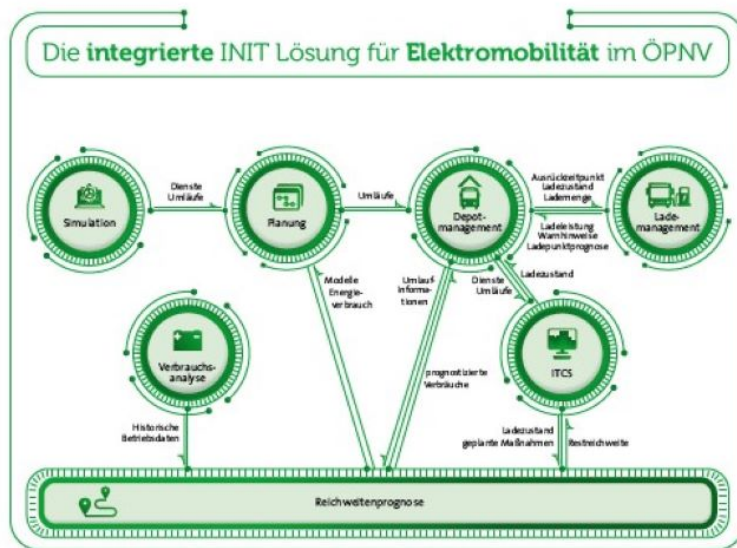 Die integrierte INIT Lösung für Elektromobilität im ÖPNV
Dienste
Umläufe
Umläufe
Ausrückzeitpunkt
Ladezustand
Lademenge
Simulation
Planung
Depot-
management
Lade-
management
Ladeleistung
Warnhinweise
Ladepunktprognose
Modelle
Energie-
verbrauch
Umlauf-
Informa-
tionen
Dienste
Umläufe
Ladezustand
Verbrauchs-
analyse
prognostizierte
Verbräuche
ITCS
Historische
Betriebsdaten
Ladezustand
geplante Maßnahmen
Restreichweite
Reichweitenprognose